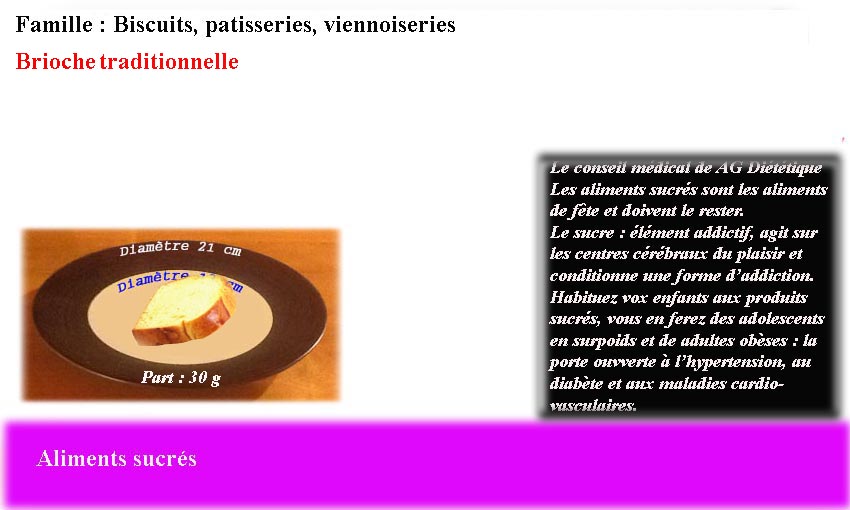 Famille : Biscuits, patisseries, viennoiseries
Brioche traditionnelle
Le conseil médical de AG Diététique
Les aliments sucrés sont les aliments
de fête et doivent le rester.
Le sucre : élément addictif, agit sur
les centres cérébraux du plaisir et
conditionne une forme d'addiction.
Habituez vox enfants aux produits
sucrés, vous en ferez des adolescents
en surpoids et de adultes obèses : la
porte ouvverte à l'hypertension, au
diabète et aux maladies cardio-
vasculaires.
Diamètre 21 cm
Diamètre cm
Part : 30 g
Aliments sucrés